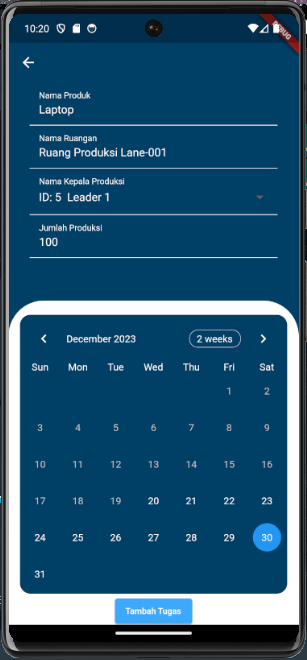 10:20
DEBUG
Nama Produk
Laptop
Nama Ruangan
Ruang Produksi Lane-001
Nama Kepala Produksi
ID: 5 Leader 1
Jumlah Produksi
100
December 2023 2 weeks
Sun Mon Tue Wed Thu Fri Sat
1 2
3 4 5 6 7 8 9
10 11 12 13 14 15 16
17 18 19 20 21 22 23
24 25 26 27 28 29 30
31
Tambah Tugas